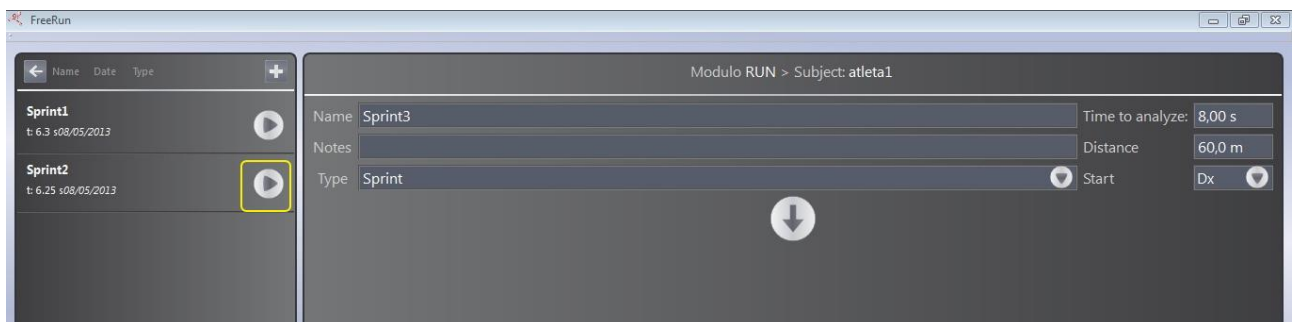 FreeRun
Name Date Type
Modulo RUN > Subject: atleta1
Sprint1
t: 6.3 s08/05/2013
Sprint2
t: 6.25 s08/05/2013
Name Sprint3 Time to analyze: 8,00 s
Notes Distance 60,0 m
Type Sprint Start Dx